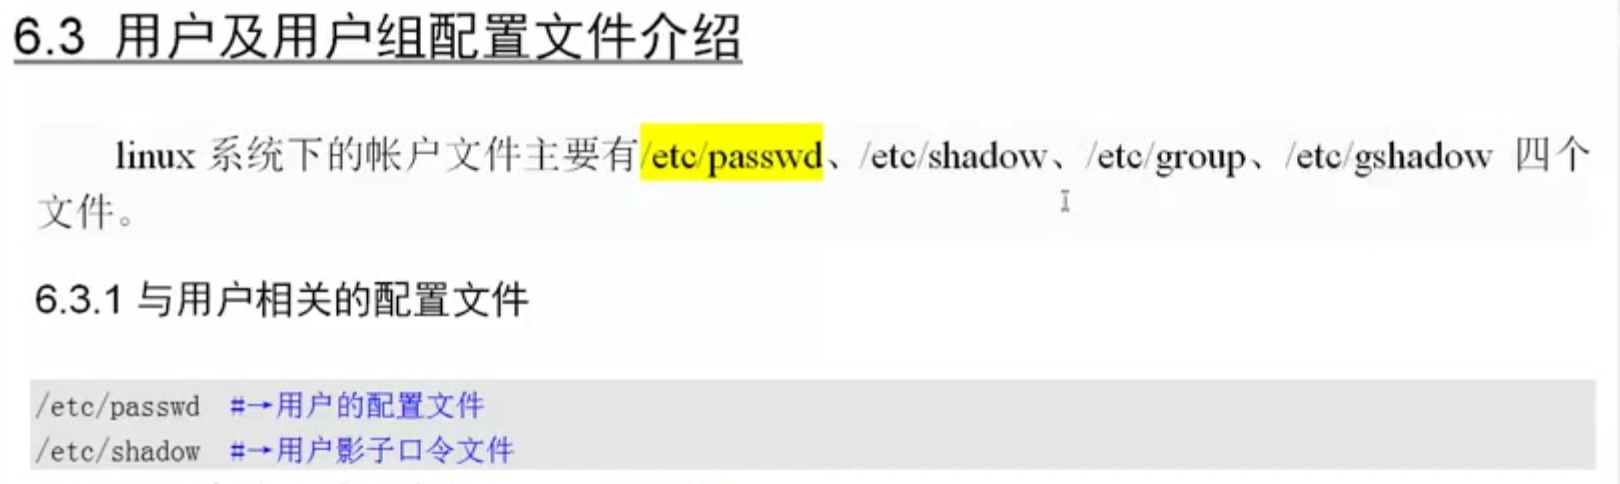 6.3 用户及用户组配置文件介绍
linux 系统下的帐户文件主要有/etc/passwd、/etc/shadow、/etc/group、/etc/gshadow 四个
文件。
6.3.1 与用户相关的配置文件
/etc/passwd #→用户的配置文件
/etc/shadow #→用户影子口令文件